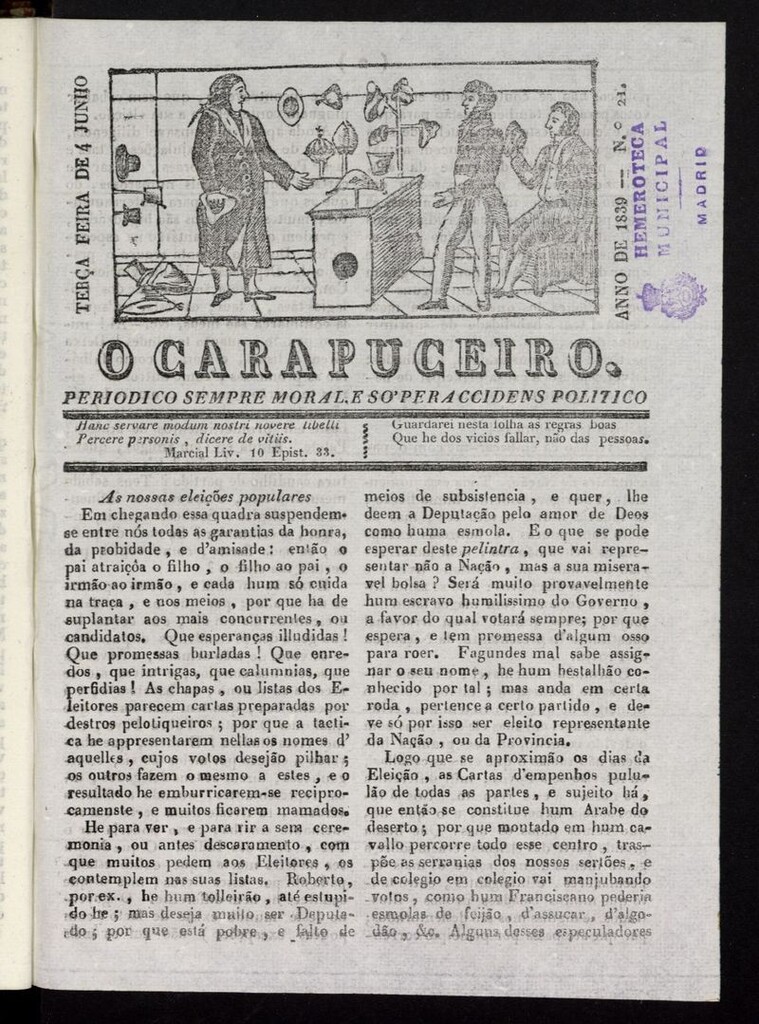 TERÇA FEIRA DE 4 JUNHO
ANNO DE 1839 — N.º 21.
HEMEROTECA
MUNICIPAL
MADRID
O CARAPUCEIRO.
PERIODICO SEMPRE MORAL, E SO' PER ACCIDENS POLITICO
Hanc servare modum nostri novere libelli
Percere personis , dicere de vitiis.
Marcial Liv. 10 Epist. 33.
Guardarei nesta folha as regras boas
Que he dos vicios fallar, não das pessoas.
As nossas eleições populares
Em chegando essa quadra suspendem-
se entre nós todas as garantias da honra,
da probidade , e d'amisade : então o
pai atraiçôa o filho , o filho ao pai , o
irmão ao irmão , e cada hum só cuida
na traça , e nos meios , por que ha de
suplantar aos mais concurrentes , ou
candidatos. Que esperanças illudidas !
Que promessas burladas ! Que enre-
dos , que intrigas, que calumnias, que
perfidias ! As chapas , ou listas dos E-
leitores parecem cartas preparadas por
destros pelotiqueiros ; por que a tacti-
ca he appresentarem nellas os nomes d'
aquelles , cujos votos desejão pilhar ;
os outros fazem o mesmo a estes , e o
resultado he emburricarem-se recipro-
camenste , e muitos ficarem mamados.
He para ver , e para rir a sem cere-
monia , ou antes descaramento , com
que muitos pedem aos Eleitores , os
contemplem nas suas listas. Roberto,
por ex. , he hum tolleirão , até estupi-
do he ; mas deseja muito ser Deputa-
do ; por que está pobre , e falto de
meios de subsistencia , e quer, lhe
deem a Deputação pelo amor de Deos
como huma esmola. E o que se pode
esperar deste pelintra , que vai repre-
sentar não a Nação , mas a sua misera-
vel bolsa ? Será muito provavelmente
hum escravo humilissimo do Governo ,
a favor do qual votará sempre; por que
espera , e tem promessa d'algum osso
para roer. Fagundes mal sabe assig-
nar o seu nome , he hum bestalhão co-
nhecido por tal ; mas anda em certa
roda , pertence a certo partido , e de-
ve só por isso ser eleito representante
da Nação , ou da Provincia.
Logo que se aproximão os dias da
Eleição , as Cartas d'empenhos pulu-
lão de todas as partes , e sujeito há ,
que então se constitue hum Arabe do
deserto ; por que montado em hum ca-
vallo percorre todo esse centro , tras-
põe as serranias dos nossos sertões, e
de colegio em colegio vai manjubando
votos , como hum Franciscano pederia
esmolas de feijão , d'assucar , d'algo-
dão , &c. Alguns desses especuladores